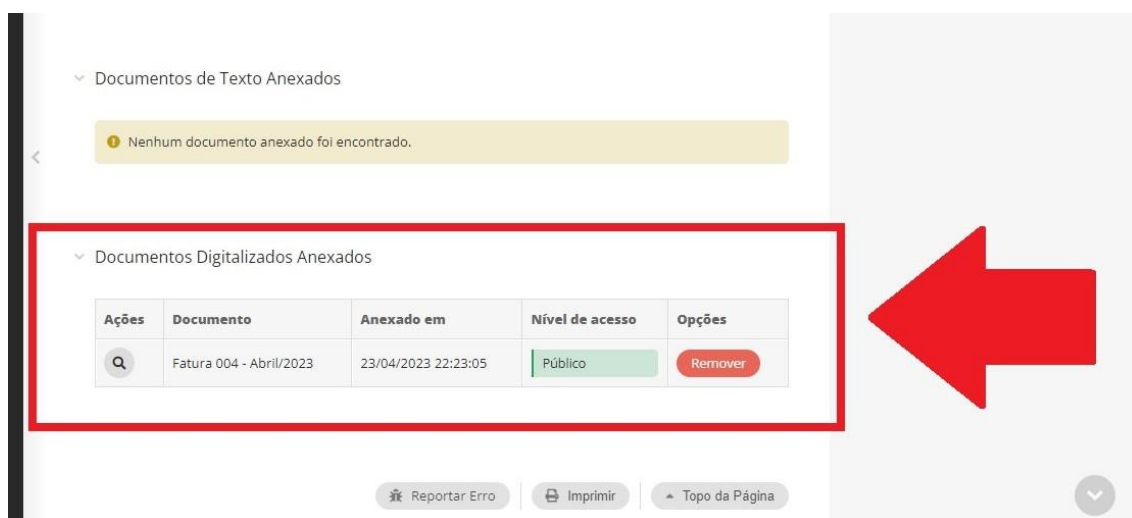 Documentos de Texto Anexados
Nenhum documento anexado foi encontrado.
Documentos Digitalizados Anexados
Ações Documento Anexado em Nível de acesso Opções
Fatura 004 - Abril/2023 23/04/2023 22:23:05 Público Remover
Reportar Erro Imprimir Topo da Página